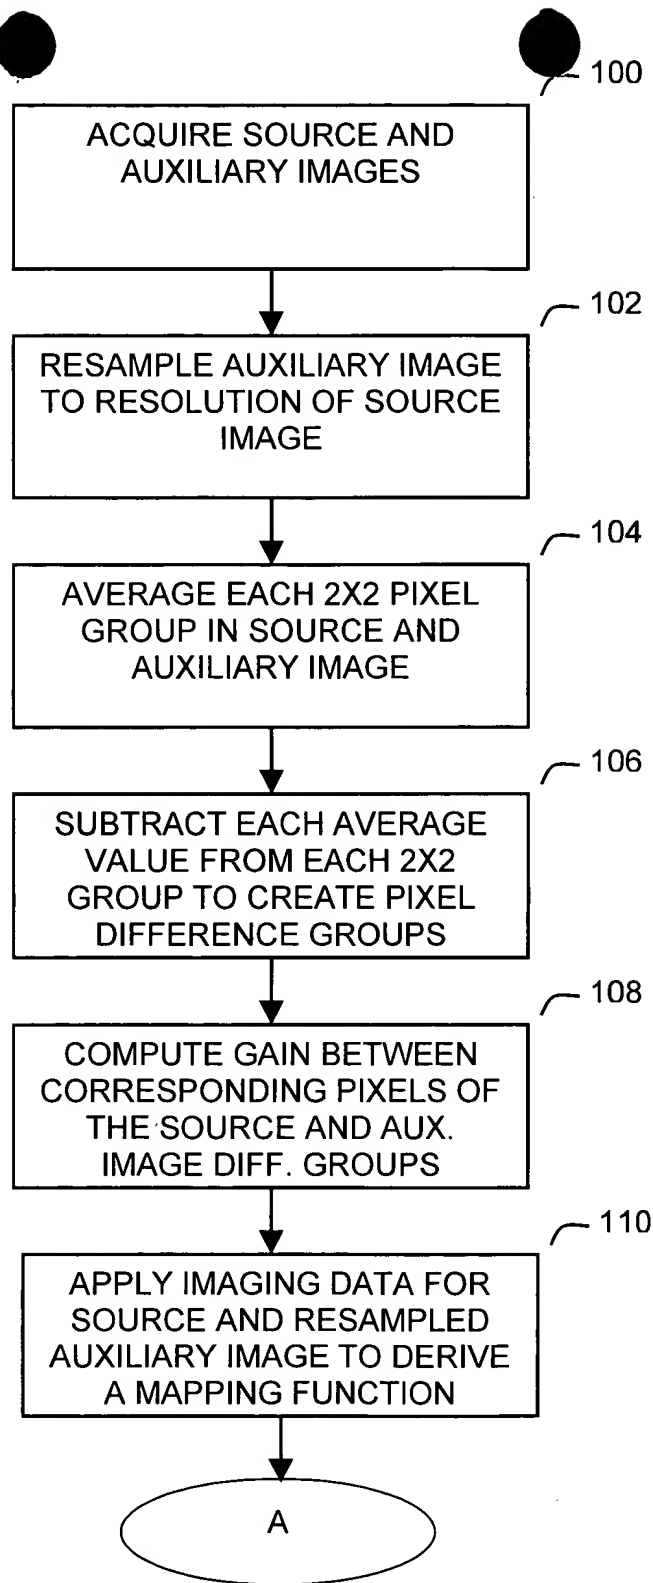 100
ACQUIRE SOURCE AND
AUXILIARY IMAGES
102
RESAMPLE AUXILIARY IMAGE
TO RESOLUTION OF SOURCE
IMAGE
104
AVERAGE EACH 2X2 PIXEL
GROUP IN SOURCE AND
AUXILIARY IMAGE
106
SUBTRACT EACH AVERAGE
VALUE FROM EACH 2X2
GROUP TO CREATE PIXEL
DIFFERENCE GROUPS
108
COMPUTE GAIN BETWEEN
CORRESPONDING PIXELS OF
THE SOURCE AND AUX.
IMAGE DIFF. GROUPS
110
APPLY IMAGING DATA FOR
SOURCE AND RESAMPLED
AUXILIARY IMAGE TO DERIVE
A MAPPING FUNCTION
A